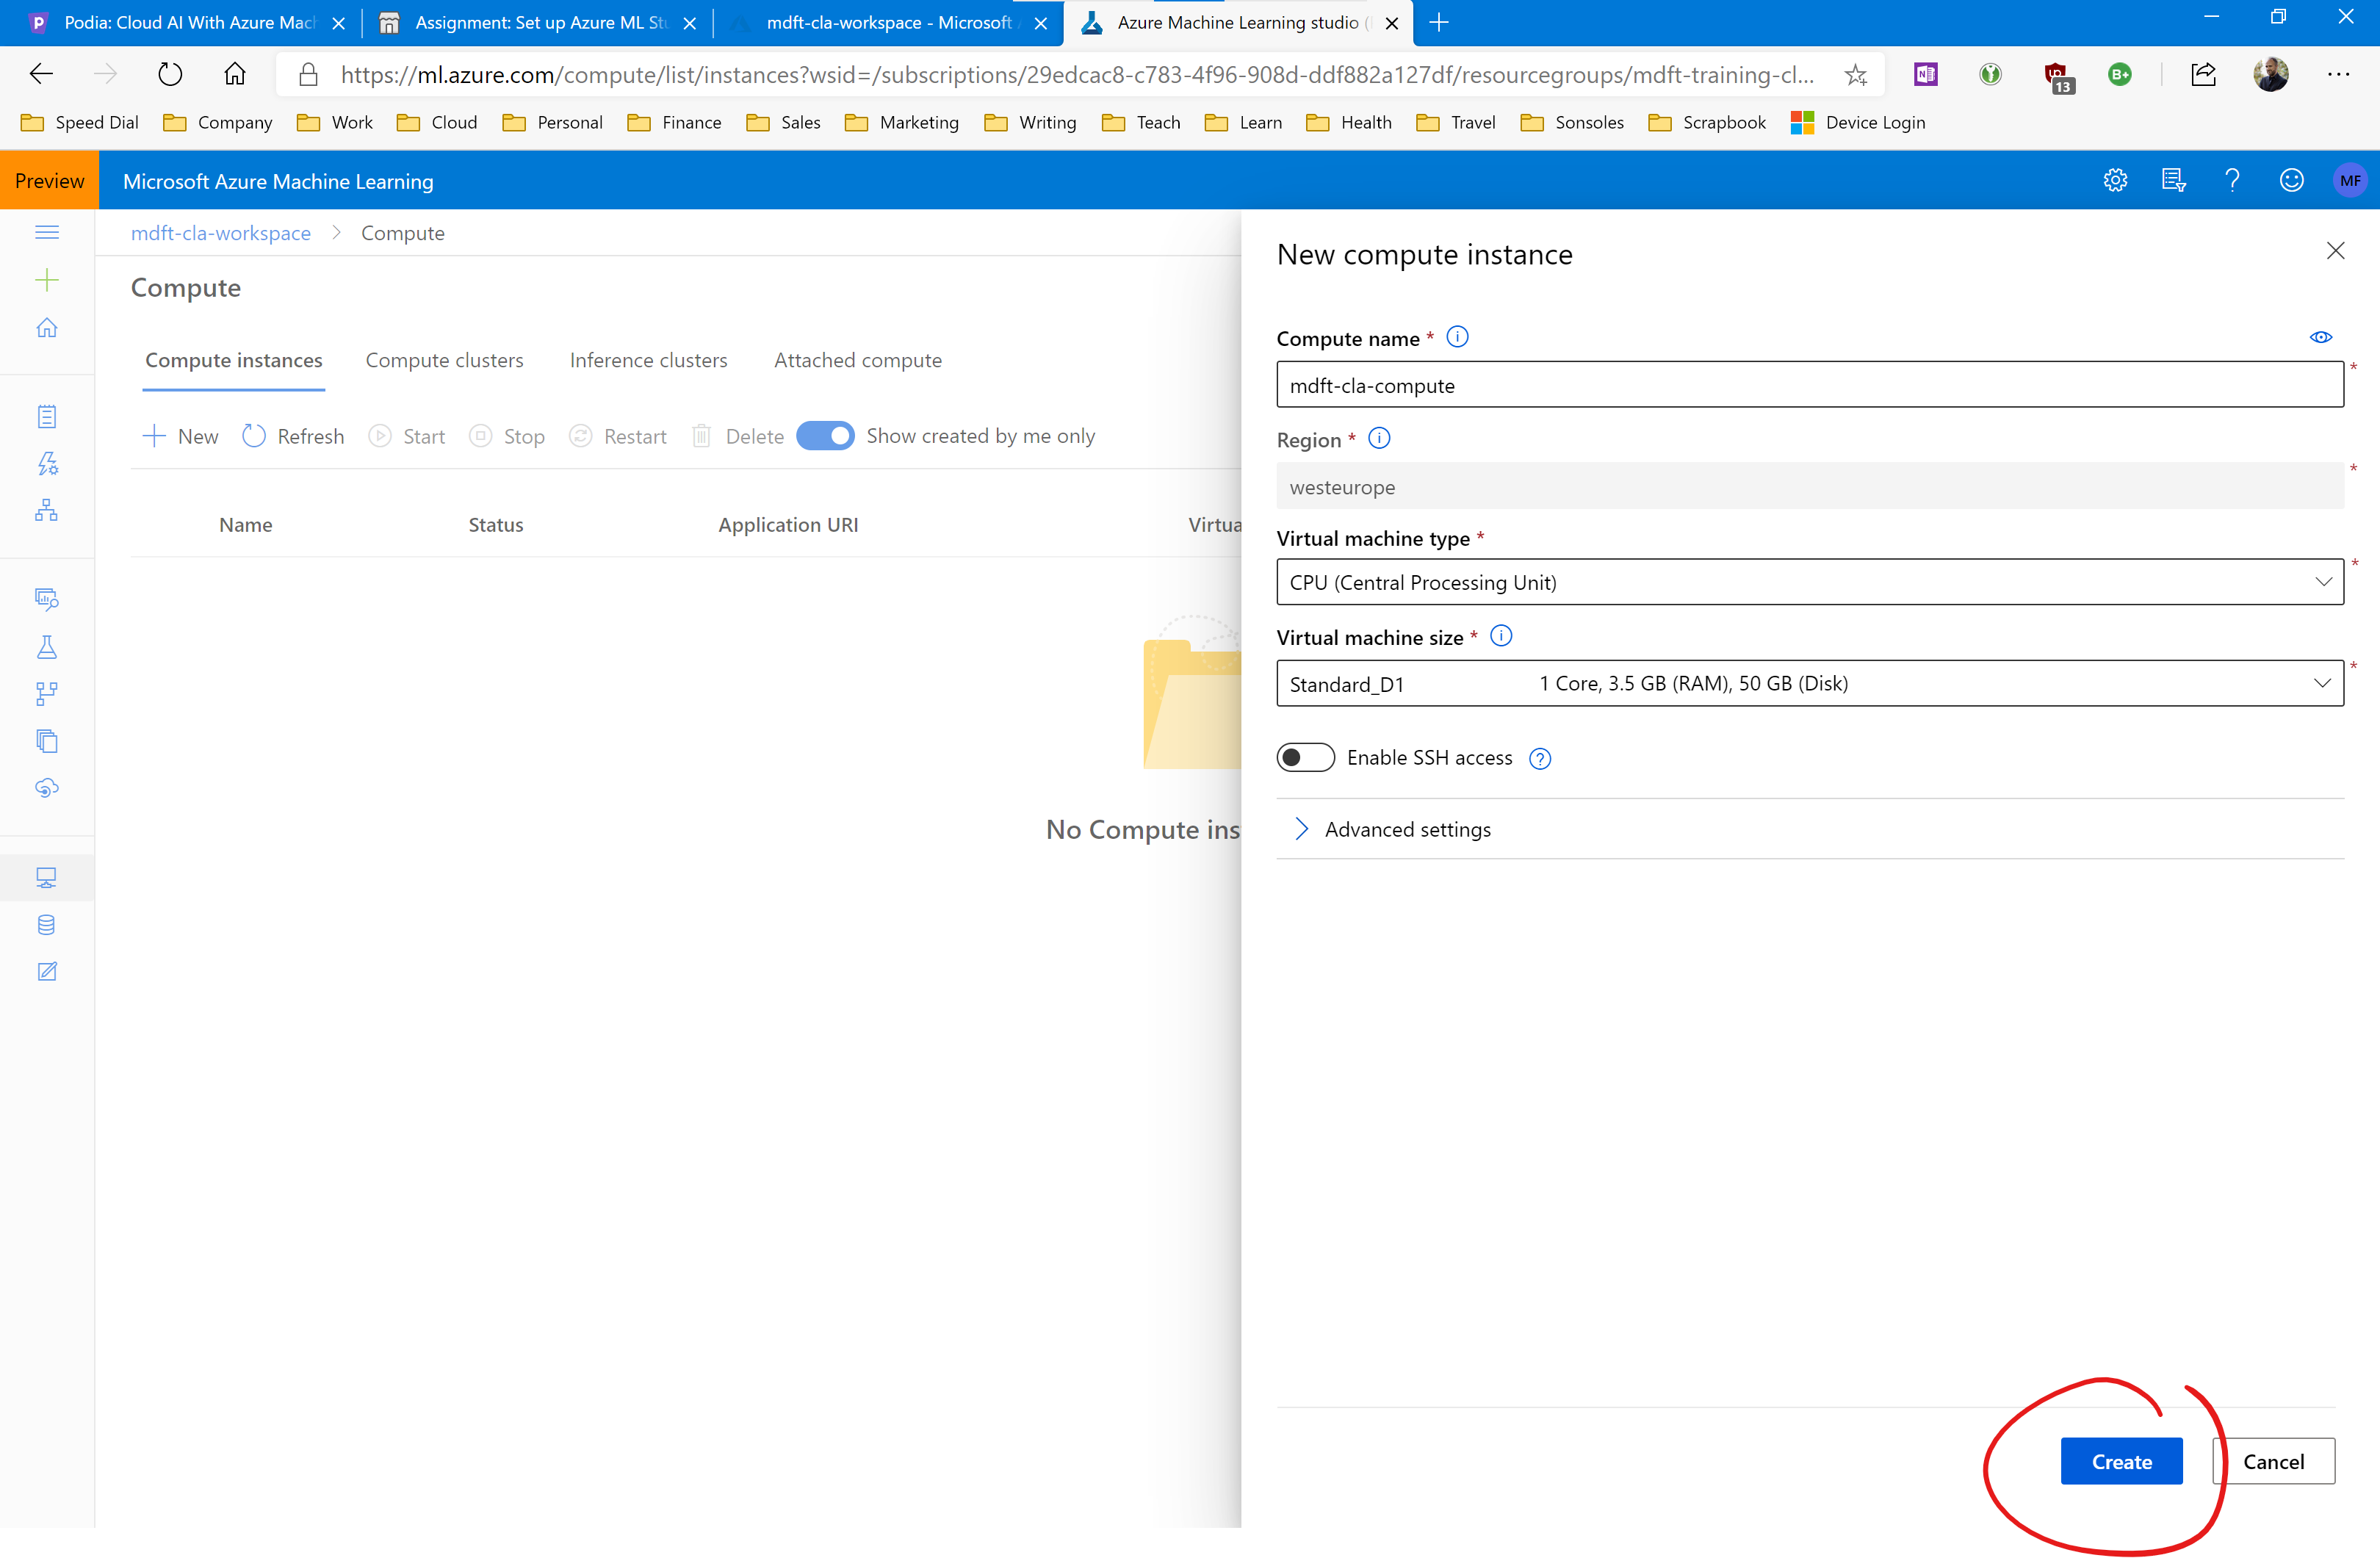 Podia: Cloud AI With Azure Mach
Assignment: Set up Azure ML Stu
mdft-cla-workspace - Microsoft
Azure Machine Learning studio
https://ml.azure.com/compute/list/instances?wsid=/subscriptions/29edcac8-c783-4f96-908d-ddf882a127df/resourcegroups/mdft-training-cl...
13
B+
Speed Dial Company Work Cloud Personal Finance Sales Marketing Writing Teach Learn Health Travel Sonsoles Scrapbook Device Login
Preview Microsoft Azure Machine Learning MF
mdft-cla-workspace > Compute
Compute
Compute instances Compute clusters Inference clusters Attached compute
New Refresh Start Stop Restart Delete Show created by me only
Name Status Application URI Virtua
No Compute ins
New compute instance
Compute name *
mdft-cla-compute *
Region *
westeurope *
Virtual machine type *
CPU (Central Processing Unit) *
Virtual machine size *
Standard_D1 1 Core, 3.5 GB (RAM), 50 GB (Disk) *
Enable SSH access
Advanced settings
Create Cancel